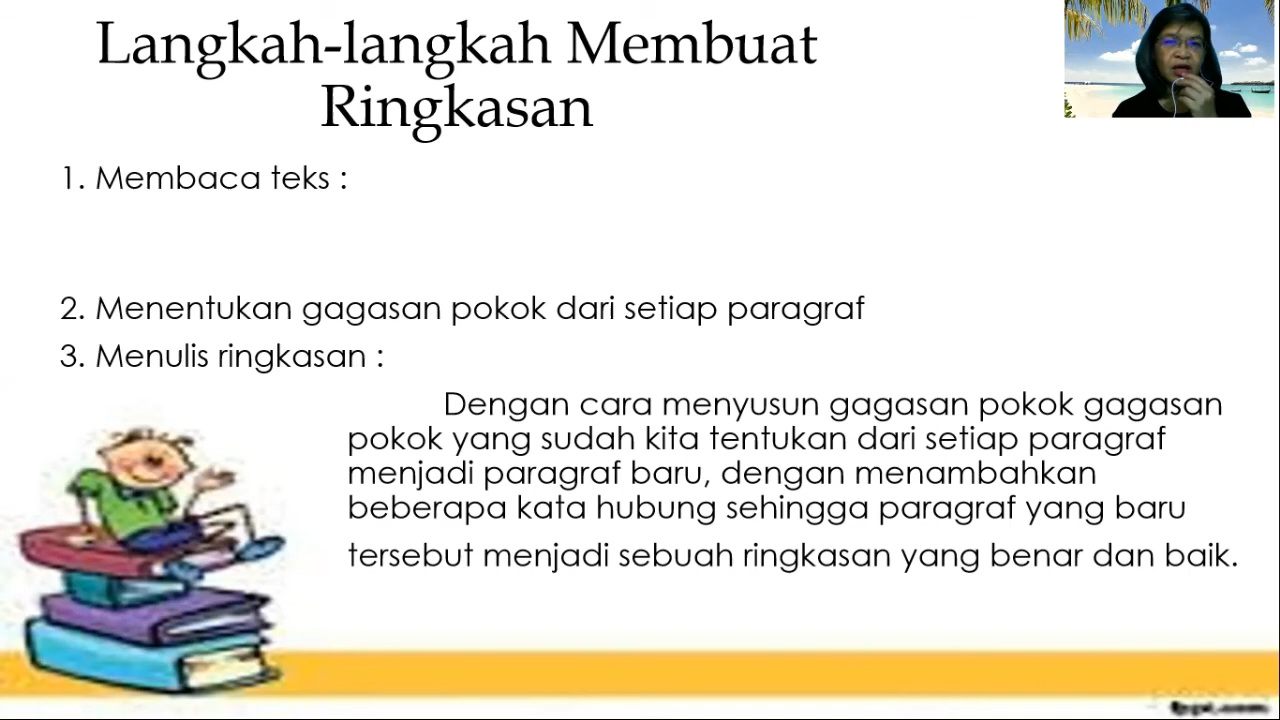 Langkah-langkah Membuat
Ringkasan
1. Membaca teks :
2. Menentukan gagasan pokok dari setiap paragraf
3. Menulis ringkasan :
Dengan cara menyusun gagasan pokok gagasan
pokok yang sudah kita tentukan dari setiap paragraf
menjadi paragraf baru, dengan menambahkan
beberapa kata hubung sehingga paragraf yang baru
tersebut menjadi sebuah ringkasan yang benar dan baik.